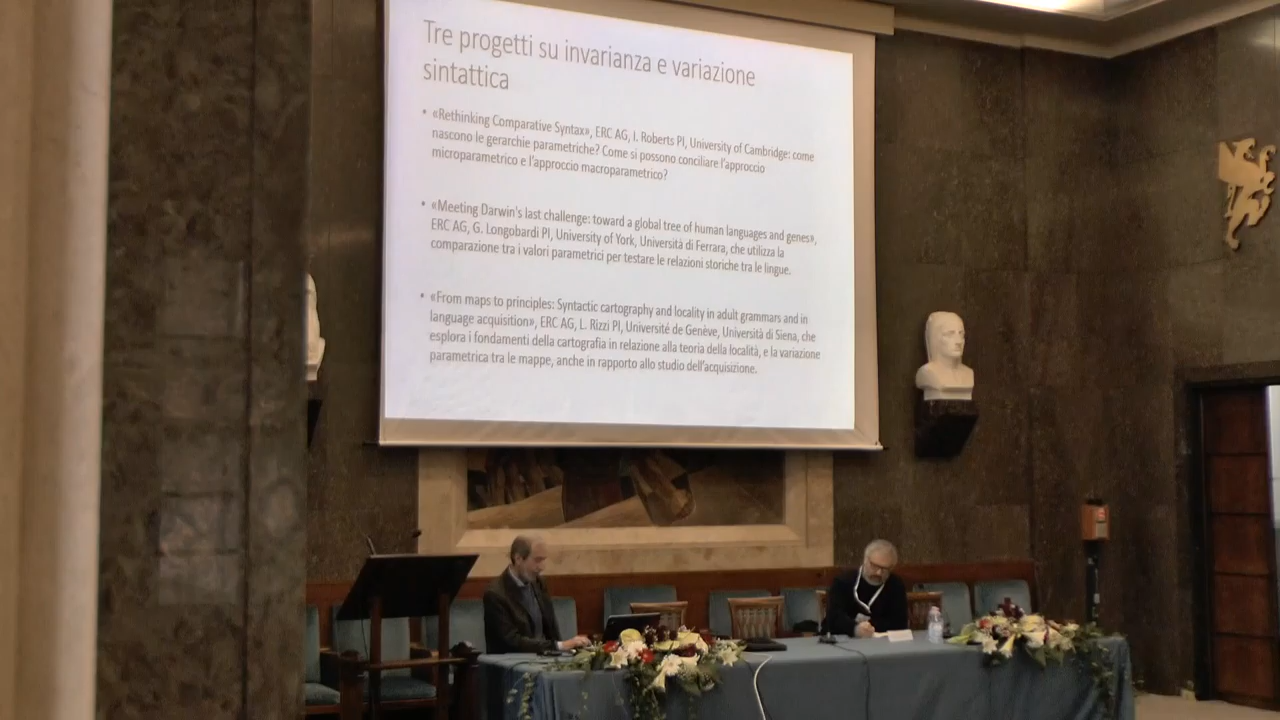 Tre progetti su invarianza e variazione
sintattica
• «Rethinking Comparative Syntax», ERC AG, I. Roberts PI, University of Cambridge: come
nascono le gerarchie parametriche? Come si possono conciliare l'approccio
microparametrico e l'approccio macroparametrico?
• «Meeting Darwin's last challenge: toward a global tree of human languages and genes»,
ERC AG, G. Longobardi PI, University of York, Università di Ferrara, che utilizza la
comparazione tra i valori parametrici per testare le relazioni storiche tra le lingue.
• «From maps to principles: Syntactic cartography and locality in adult grammars and in
language acquisition», ERC AG, L. Rizzi PI, Université de Genève, Università di Siena, che
esplora i fondamenti della cartografia in relazione alla teoria della località, e la variazione
parametrica tra le mappe, anche in rapporto allo studio dell'acquisizione.